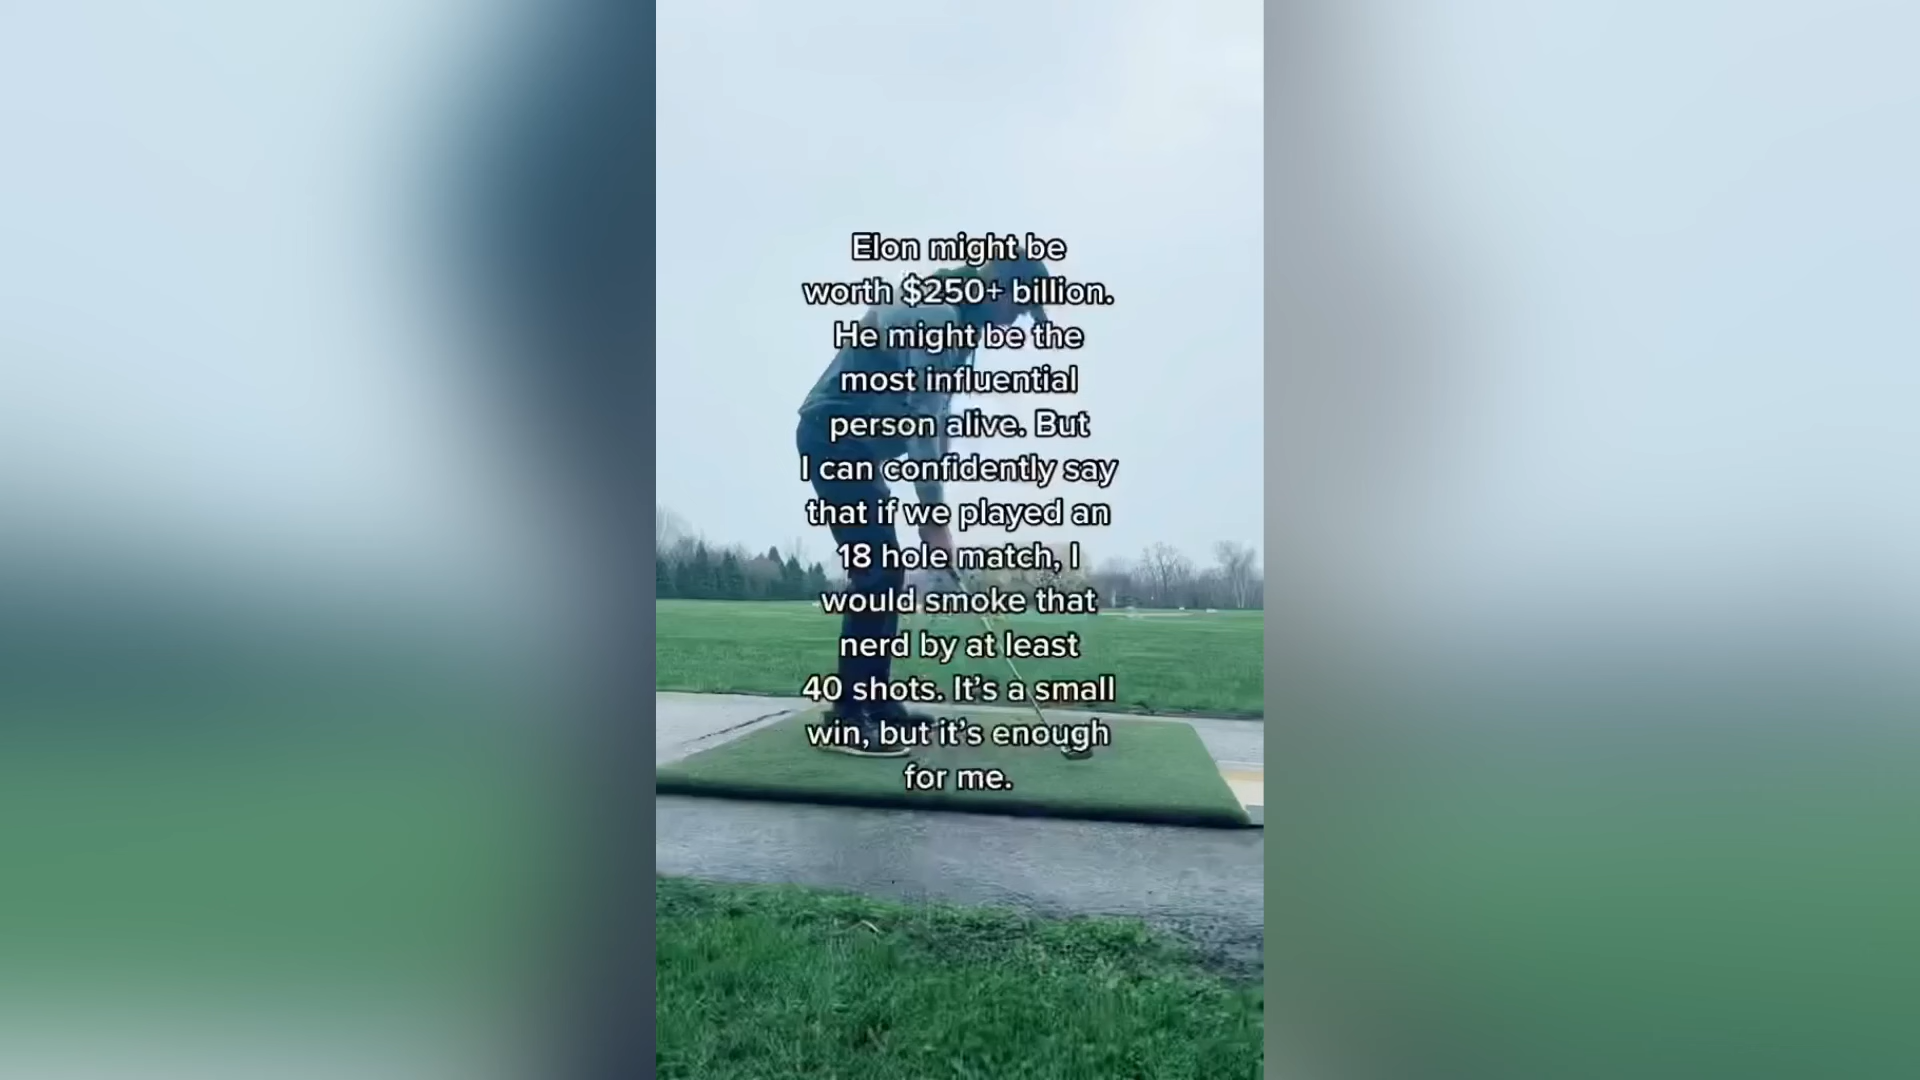 Elon might be
worth $250+ billion.
He might be the
most influential
person alive. But
I can confidently say
that if we played an
18 hole match, I
would smoke that
nerd by at least
40 shots. It’s a small
win, but it’s enough
for me.